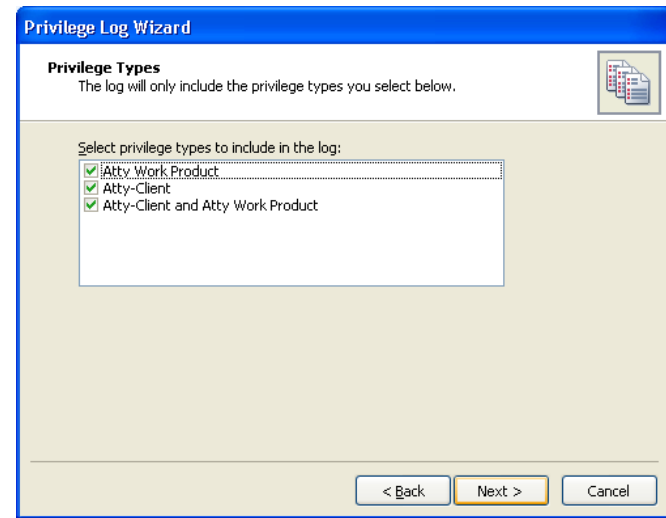 Privilege Log Wizard
Privilege Types
The log will only include the privilege types you select below.
Select privilege types to include in the log:
Atty Work Product
Atty-Client
Atty-Client and Atty Work Product
< Back Next > Cancel